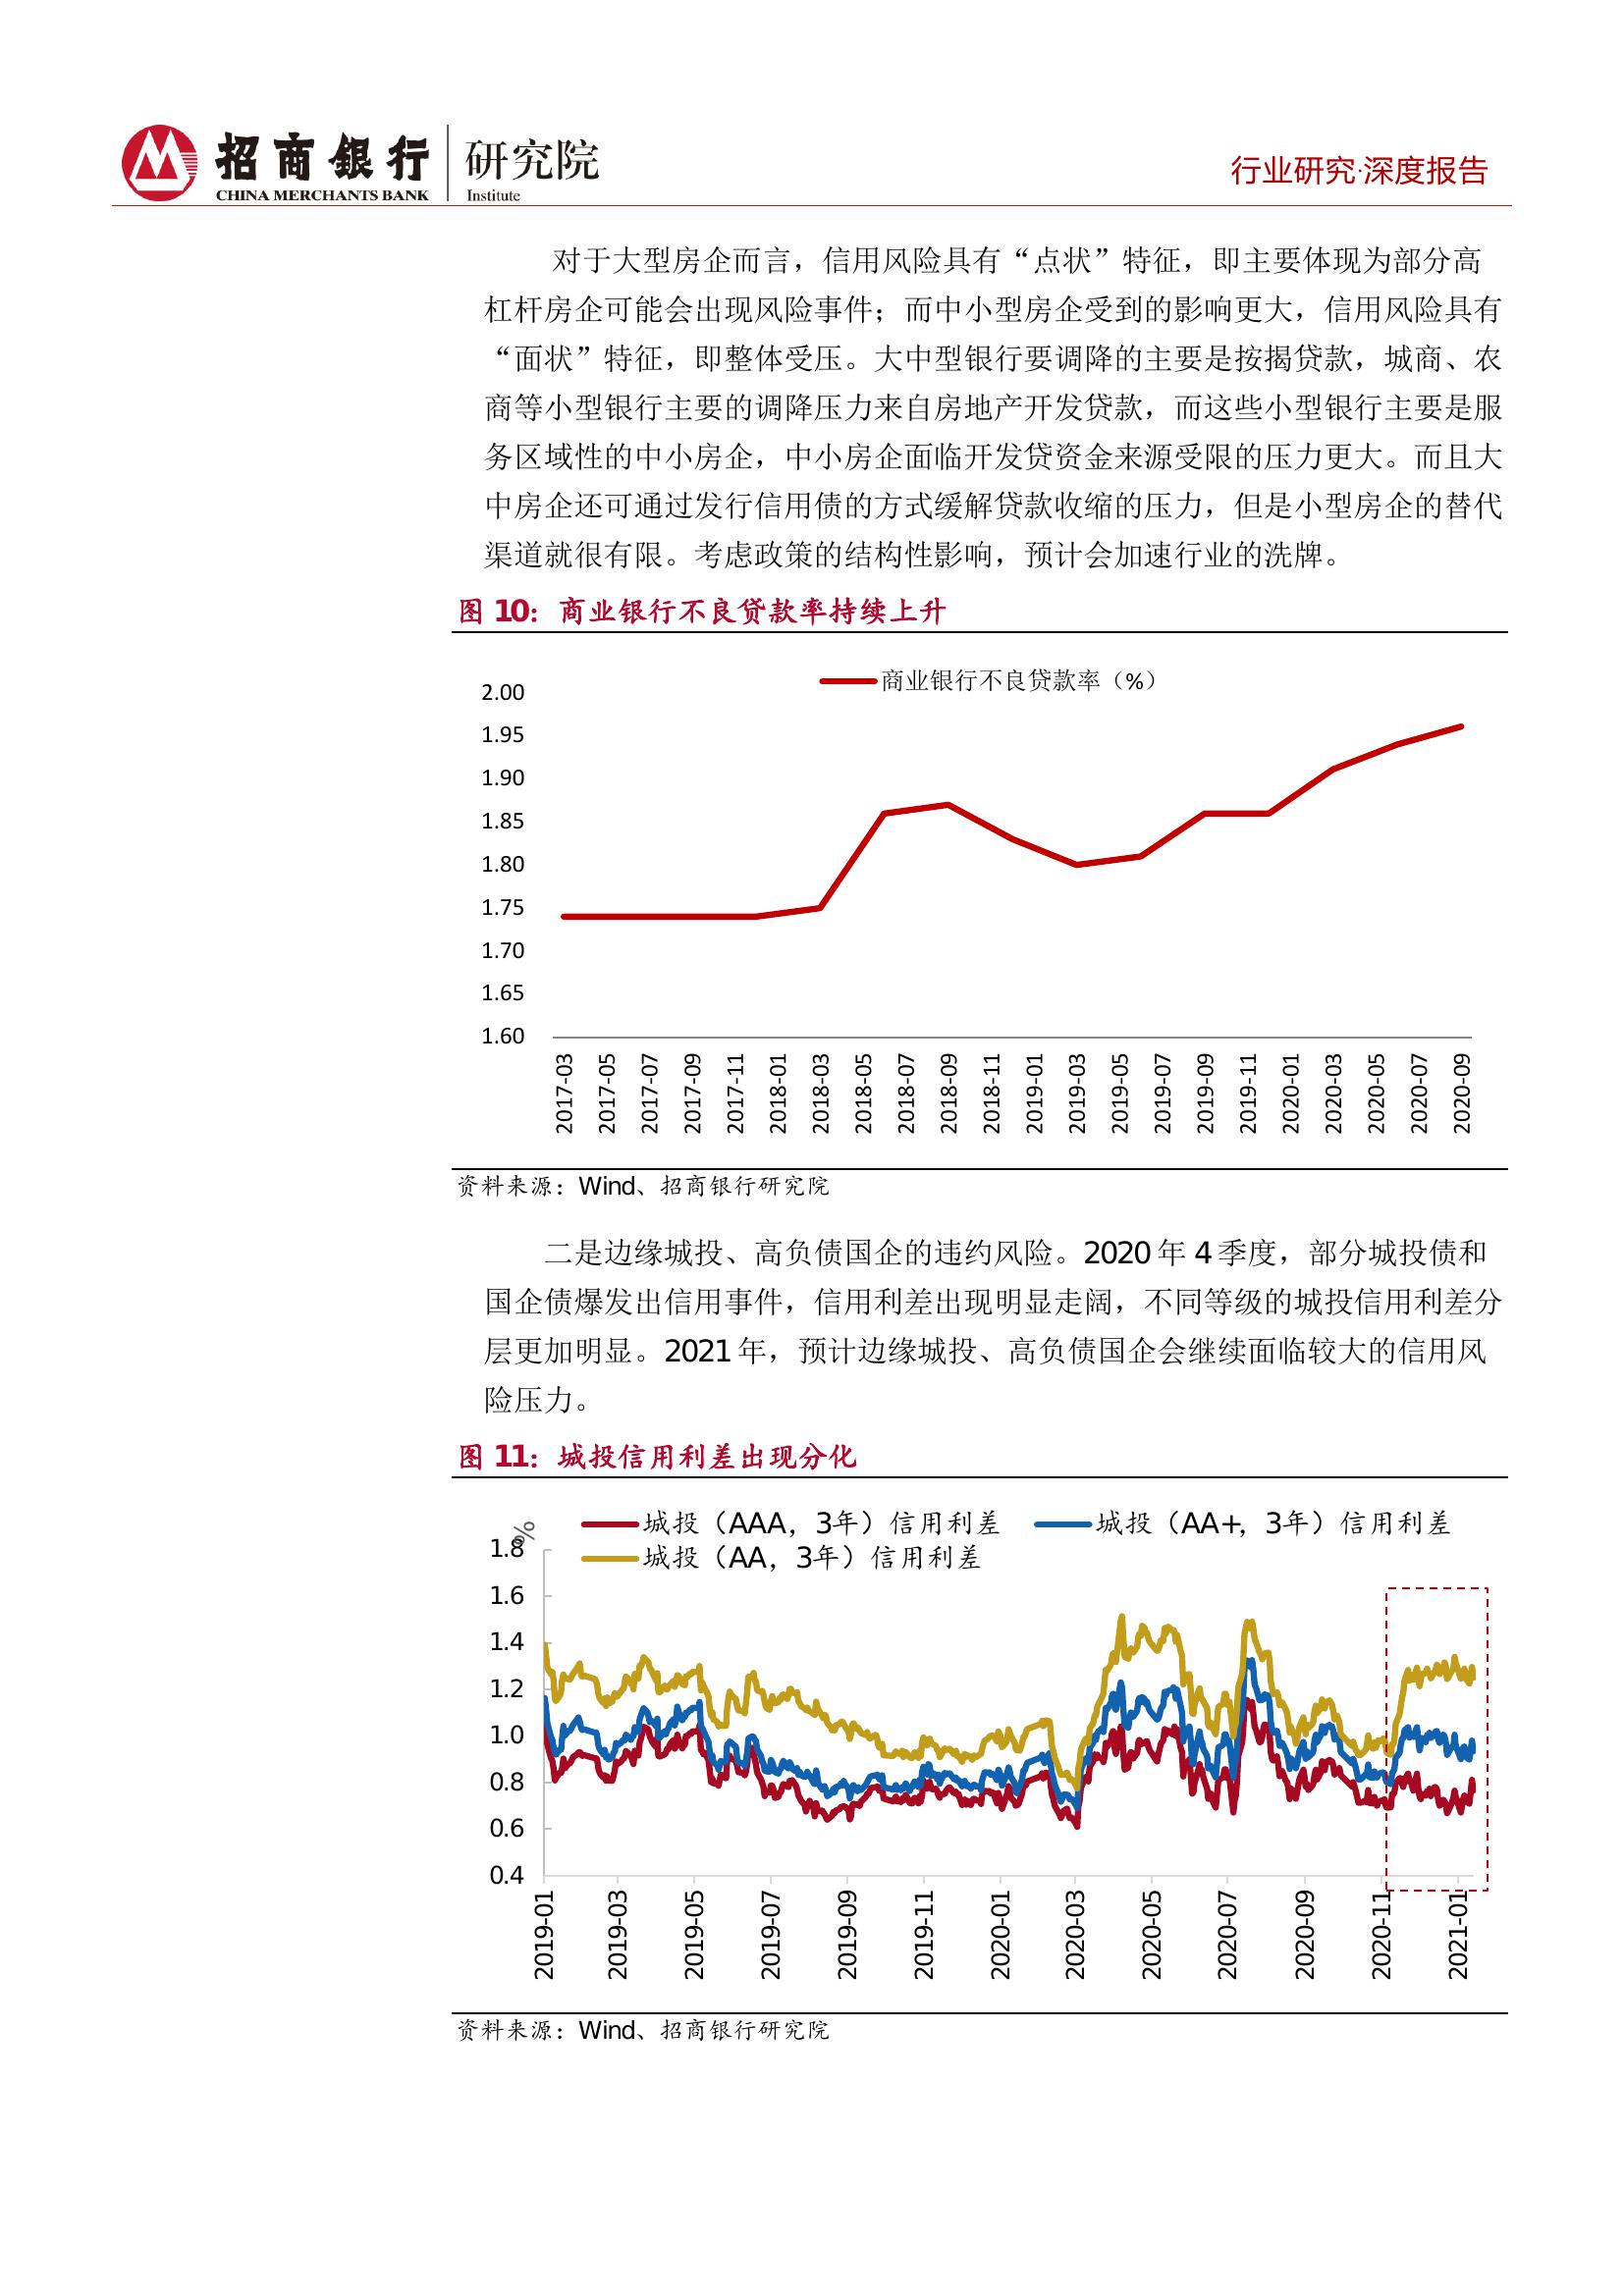 招商银行
CHINA MERCHANTS BANK
研究院
Institute
行业研究·深度报告
对于大型房企而言，信用风险具有“点状”特征，即主要体现为部分高
杠杆房企可能会出现风险事件；而中小型房企受到的影响更大，信用风险具有
“面状”特征，即整体受压。大中型银行要调降的主要是按揭贷款，城商、农
商等小型银行主要的调降压力来自房地产开发贷款，而这些小型银行主要是服
务区域性的中小房企，中小房企面临开发贷资金来源受限的压力更大。而且大
中房企还可通过发行信用债的方式缓解贷款收缩的压力，但是小型房企的替代
渠道就很有限。考虑政策的结构性影响，预计会加速行业的洗牌。
图 10：商业银行不良贷款率持续上升
商业银行不良贷款率（%）
2.00
1.95
1.90
1.85
1.80
1.75
1.70
1.65
1.60
2017-03
2017-05
2017-07
2017-09
2017-11
2018-01
2018-03
2018-05
2018-07
2018-09
2018-11
2019-01
2019-03
2019-05
2019-07
2019-09
2019-11
2020-01
2020-03
2020-05
2020-07
2020-09
资料来源：Wind、招商银行研究院
二是边缘城投、高负债国企的违约风险。2020 年 4 季度，部分城投债和
国企债爆发出信用事件，信用利差出现明显走阔，不同等级的城投信用利差分
层更加明显。2021 年，预计边缘城投、高负债国企会继续面临较大的信用风
险压力。
图 11：城投信用利差出现分化
%
城投（AAA，3年）信用利差
城投（AA+，3年）信用利差
城投（AA，3年）信用利差
1.8
1.6
1.4
1.2
1.0
0.8
0.6
0.4
2019-01
2019-03
2019-05
2019-07
2019-09
2019-11
2020-01
2020-03
2020-05
2020-07
2020-09
2020-11
2021-01
资料来源：Wind、招商银行研究院